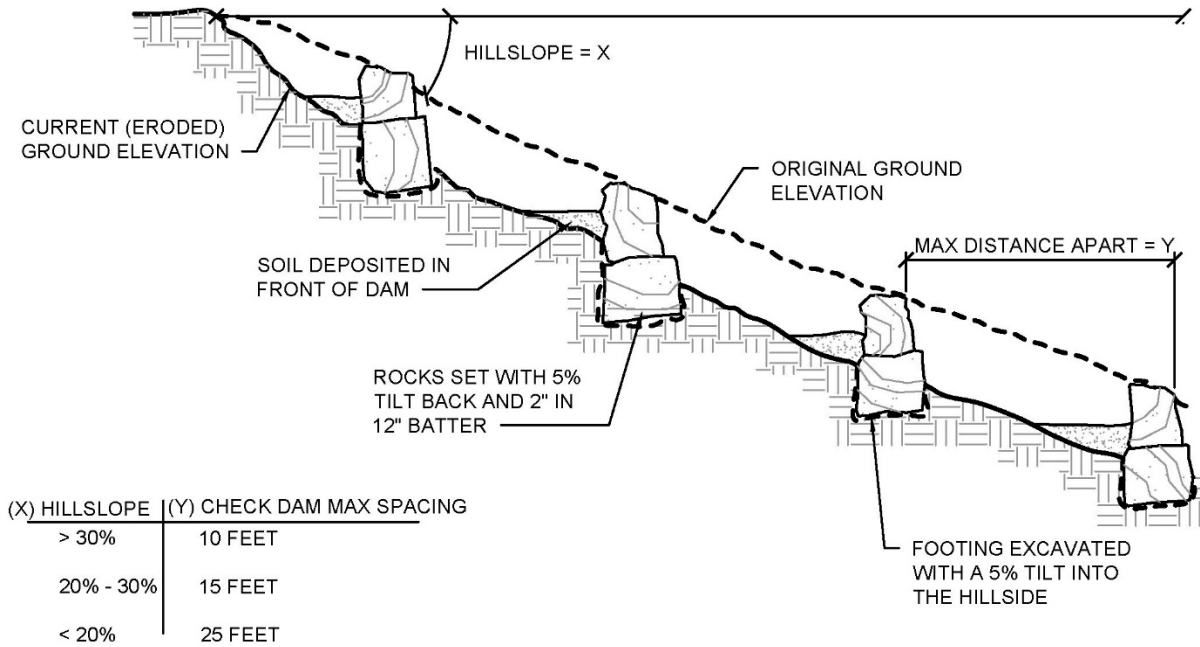 HILLSLOPE = X
CURRENT (ERODED)
GROUND ELEVATION
ORIGINAL GROUND
ELEVATION
MAX DISTANCE APART = Y
SOIL DEPOSITED IN
FRONT OF DAM
ROCKS SET WITH 5%
TILT BACK AND 2" IN
12" BATTER
FOOTING EXCAVATED
WITH A 5% TILT INTO
THE HILLSIDE
(X) HILLSLOPE (Y) CHECK DAM MAX SPACING
> 30% 10 FEET
20% - 30% 15 FEET
< 20% 25 FEET